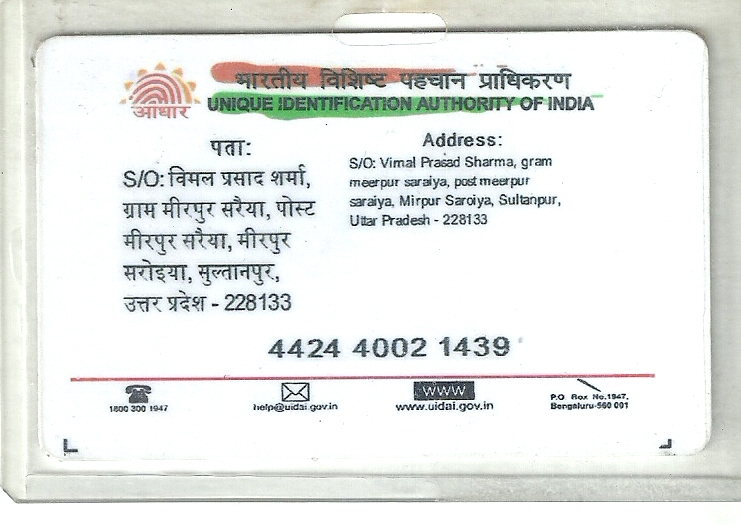 भारतीय विशिष्ट पहचान प्राधिकरण
आधार
UNIQUE IDENTIFICATION AUTHORITY OF INDIA
पता:
S/O: विमल प्रसाद शर्मा,
ग्राम मीरपुर सरैया, पोस्ट
मीरपुर सरैया, मीरपुर
सरोइया, सुल्तानपुर,
उत्तर प्रदेश - 228133
Address:
S/O: Vimal Prasad Sharma, gram
meerpur saraiya, post meerpur
saraiya, Mirpur Saroiya, Sultanpur,
Uttar Pradesh - 228133
4424 4002 1439
1800 300 1947
help@uidai.gov.in
WWW
www.uidai.gov.in
P.O. Box No.1947,
Bengaluru-560 001